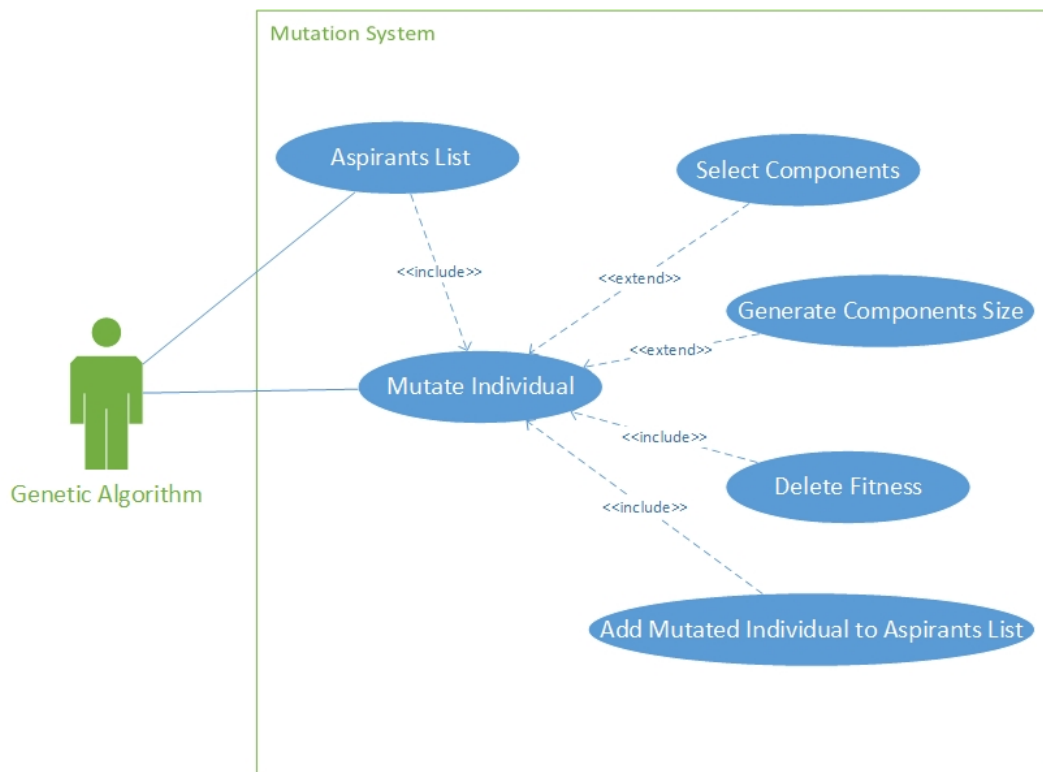 Mutation System
Aspirants List
Select Components
<<include>>
<<extend>>
Generate Components Size
<<extend>>
Mutate Individual
<<include>>
Delete Fitness
Genetic Algorithm
<<include>>
Add Mutated Individual to Aspirants List